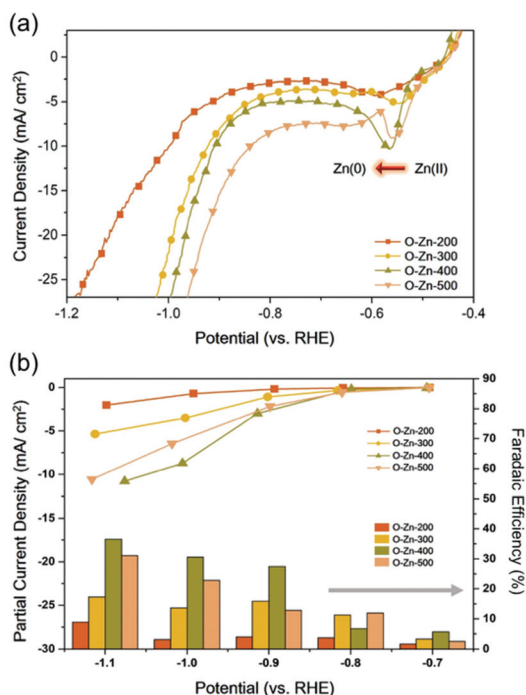 (a)
0
-5
-10
-15
-20
-25
Current Density (mA/ cm²)
Zn(0)
Zn(II)
O-Zn-200
O-Zn-300
O-Zn-400
O-Zn-500
-1.2
-1.0
-0.8
-0.6
-0.4
Potential (vs. RHE)
(b)
0
-5
-10
-15
-20
-25
-30
Partial Current Density (mA/ cm²)
O-Zn-200
O-Zn-300
O-Zn-400
O-Zn-500
O-Zn-200
O-Zn-300
O-Zn-400
O-Zn-500
90
80
70
60
50
40
30
20
10
0
Faradaic Efficiency (%)
-1.1
-1.0
-0.9
-0.8
-0.7
Potential (vs. RHE)